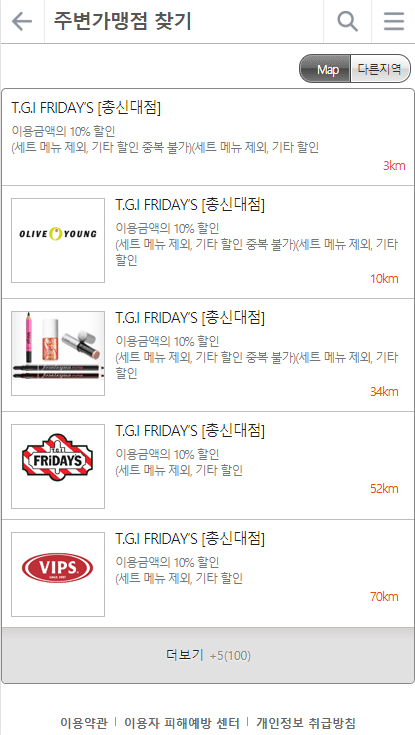 주변가맹점 찾기
Map 다른지역
T.G.I FRIDAY'S [총신대점]
이용금액의 10% 할인
(세트 메뉴 제외, 기타 할인 중복 불가)(세트 메뉴 제외, 기타 할인
3km
OLIVE YOUNG
T.G.I FRIDAY'S [총신대점]
이용금액의 10% 할인
(세트 메뉴 제외, 기타 할인 중복 불가)(세트 메뉴 제외, 기타
할인
10km
T.G.I FRIDAY'S [총신대점]
이용금액의 10% 할인
(세트 메뉴 제외, 기타 할인 중복 불가)(세트 메뉴 제외, 기타
할인
34km
T.G.I.
FRiDAYS
T.G.I FRIDAY'S [총신대점]
이용금액의 10% 할인
(세트 메뉴 제외, 기타 할인
52km
VIPS
T.G.I FRIDAY'S [총신대점]
이용금액의 10% 할인
(세트 메뉴 제외, 기타 할인
70km
더보기 +5(100)
이용약관 | 이용자 피해예방 센터 | 개인정보 취급방침